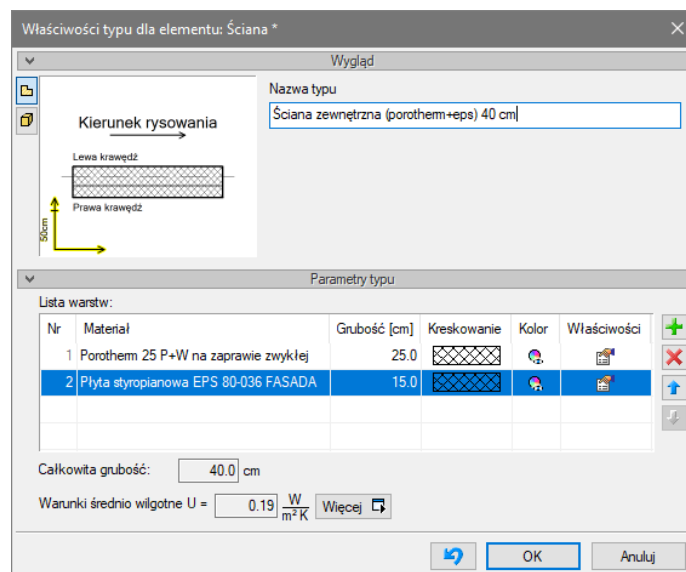 Właściwości typu dla elementu: Ściana *
Wygląd
Nazwa typu
Ściana zewnętrzna (porotherm+eps) 40 cm
Kierunek rysowania
Lewa krawędź
Prawa krawędź
50cm
Parametry typu
Lista warstw:
Nr Materiał Grubość [cm] Kreskowanie Kolor Właściwości
1 Porotherm 25 P+W na zaprawie zwykłej 25.0
2 Płyta styropianowa EPS 80-036 FASADA 15.0
Całkowita grubość: 40.0 cm
Warunki średnio wilgotne U = 0.19 W/m²K Więcej
OK Anuluj